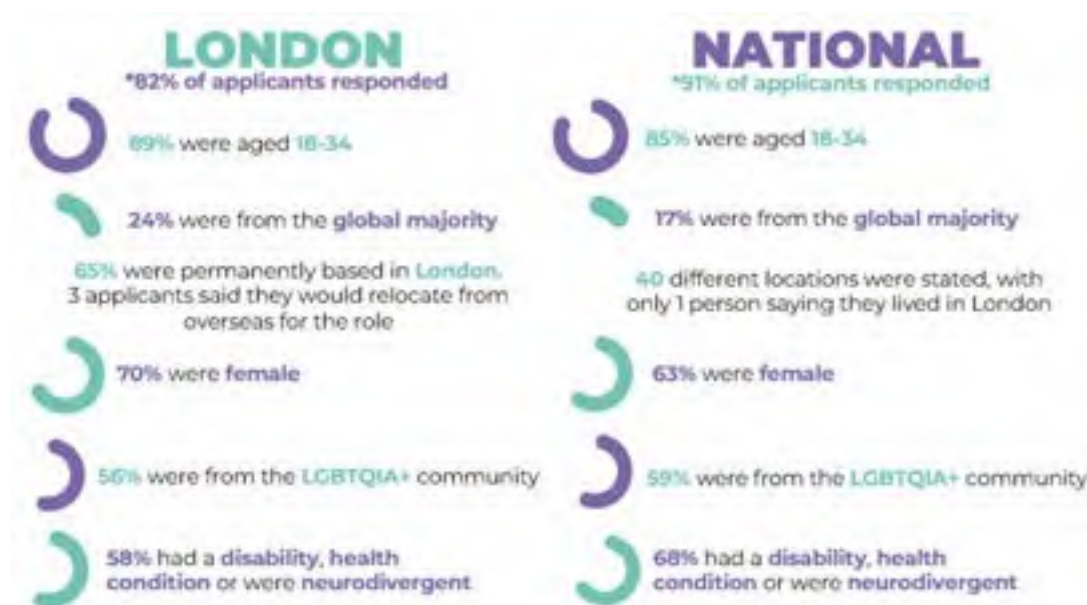 LONDON
*82% of applicants responded
89% were aged 18-34
24% were from the global majority
65% were permanently based in London.
3 applicants said they would relocate from
overseas for the role
70% were female
56% were from the LGBTQIA+ community
58% had a disability, health
condition or were neurodivergent
NATIONAL
*91% of applicants responded
85% were aged 18-34
17% were from the global majority
40 different locations were stated, with
only 1 person saying they lived in London
63% were female
59% were from the LGBTQIA+ community
68% had a disability, health
condition or were neurodivergent